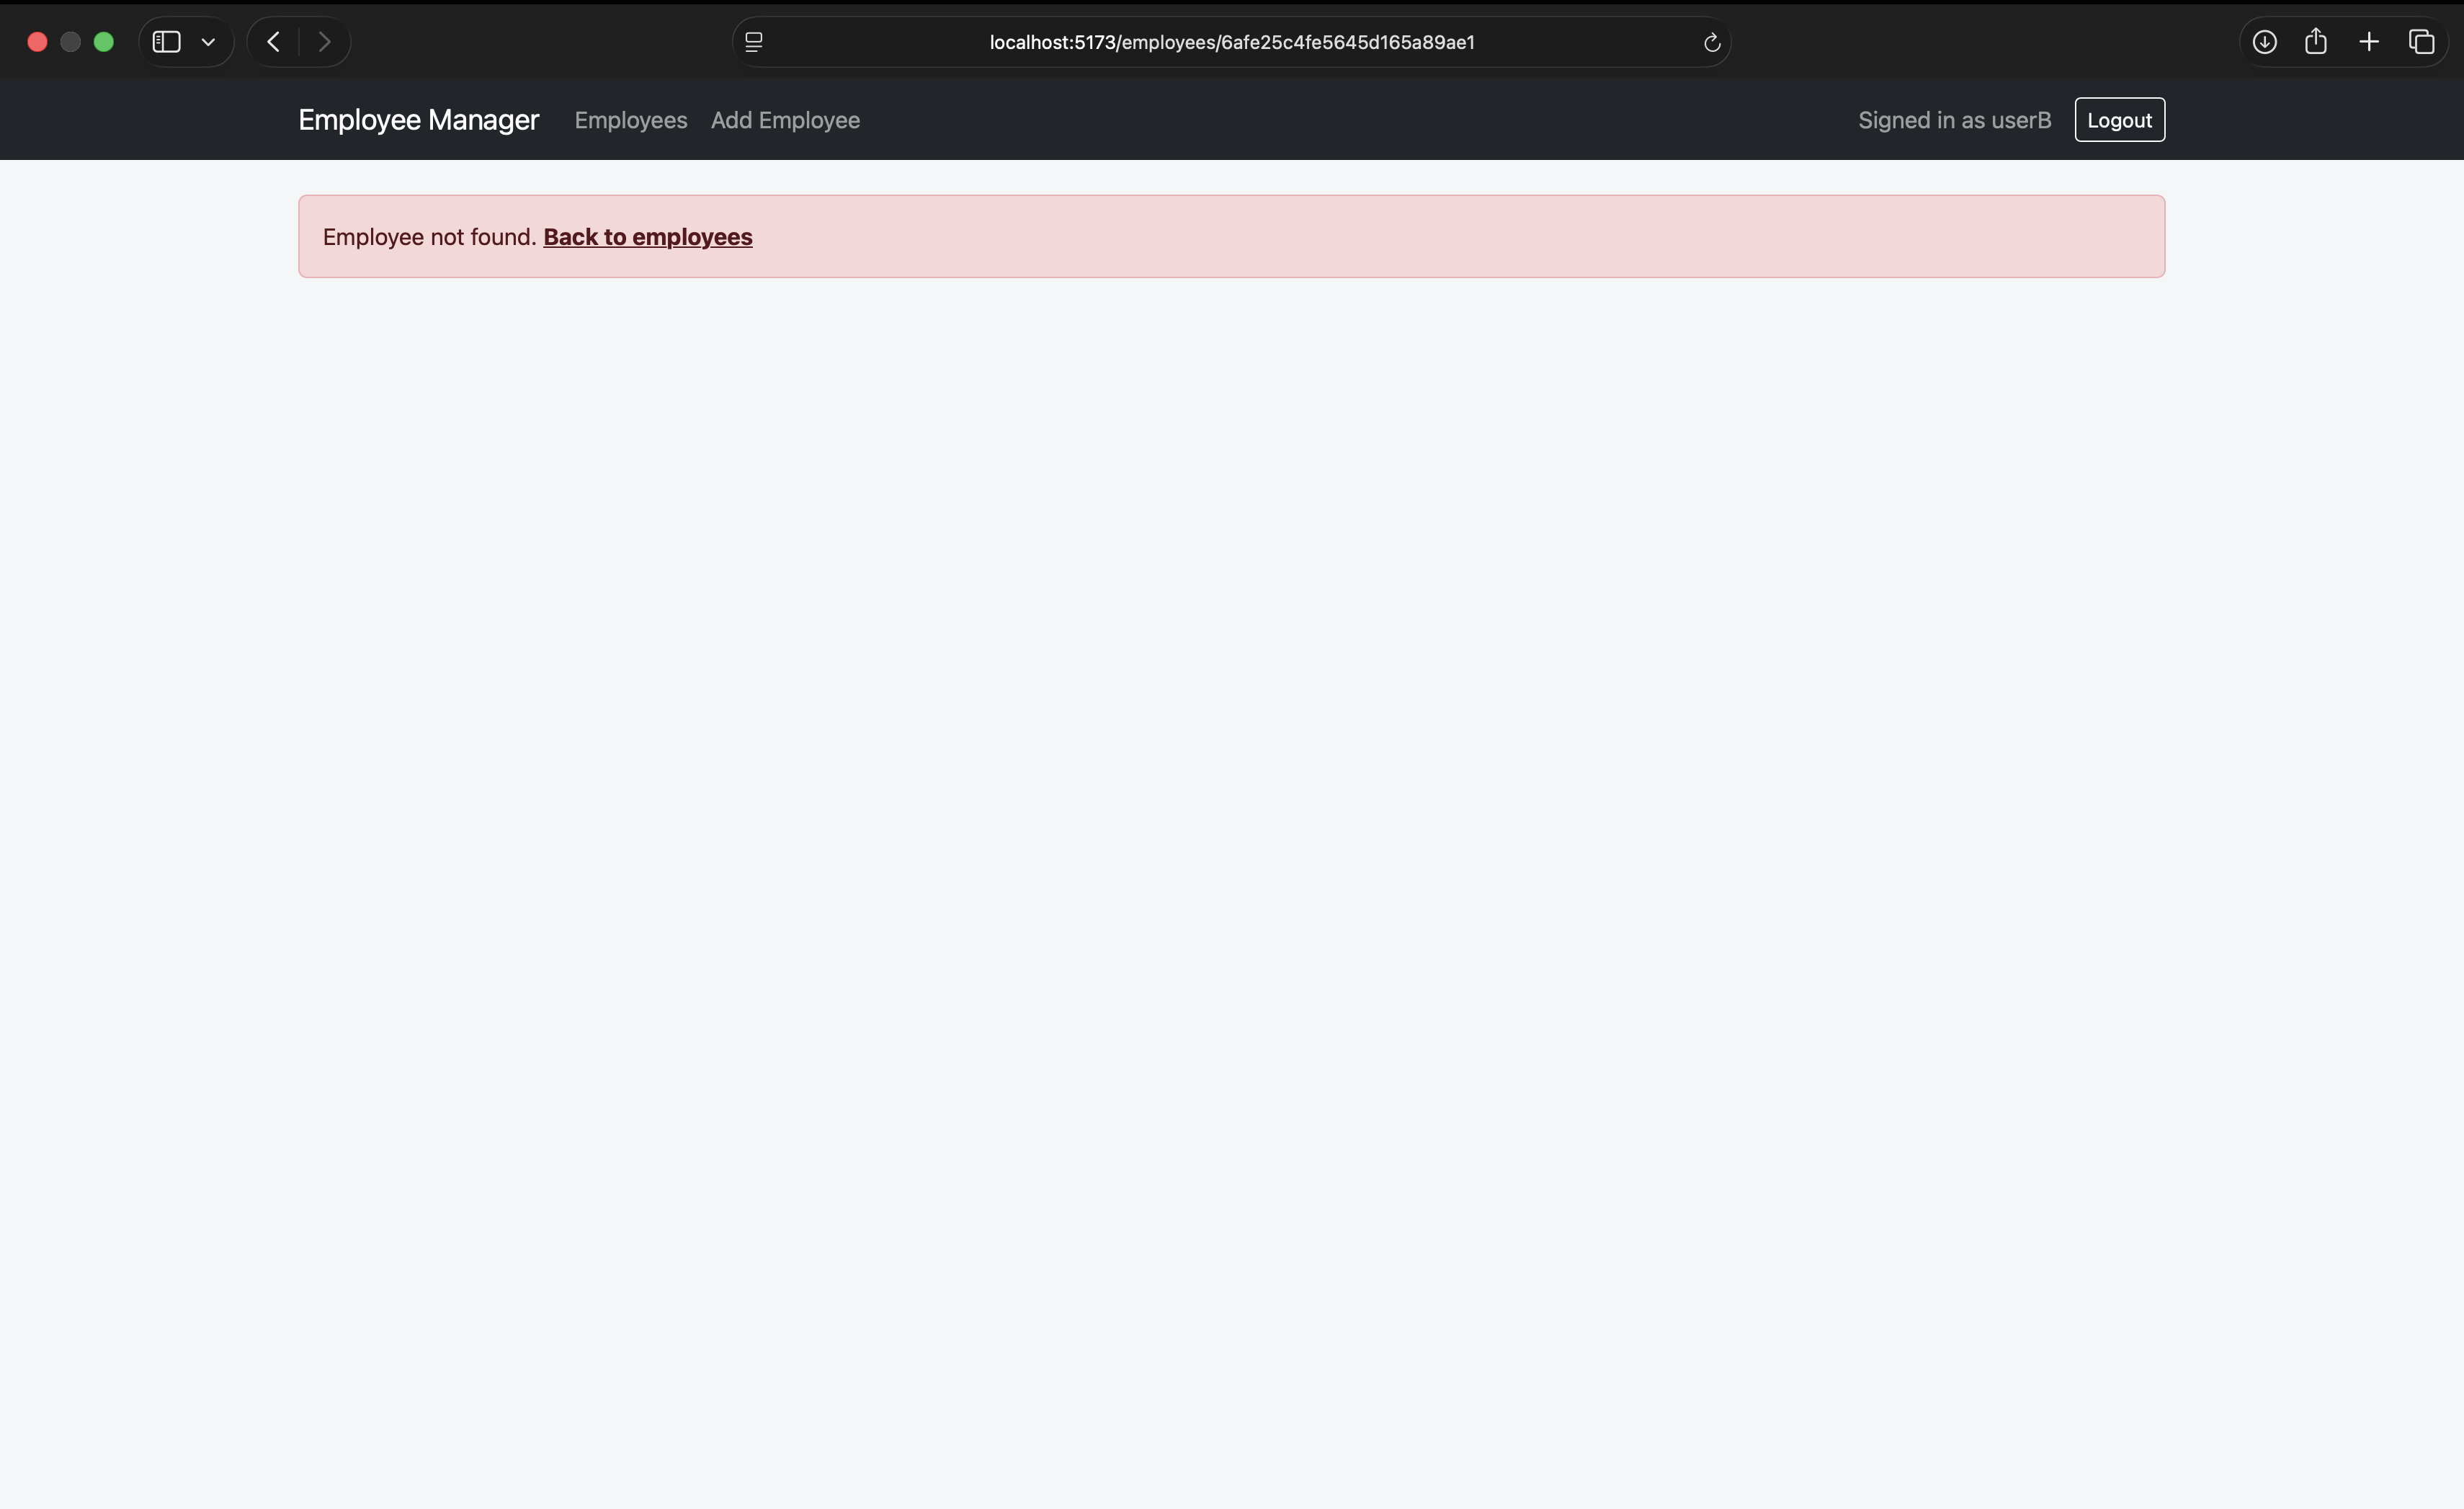 localhost:5173/employees/6afe25c4fe5645d165a89ae1
Employee Manager Employees Add Employee Signed in as userB Logout
Employee not found. Back to employees